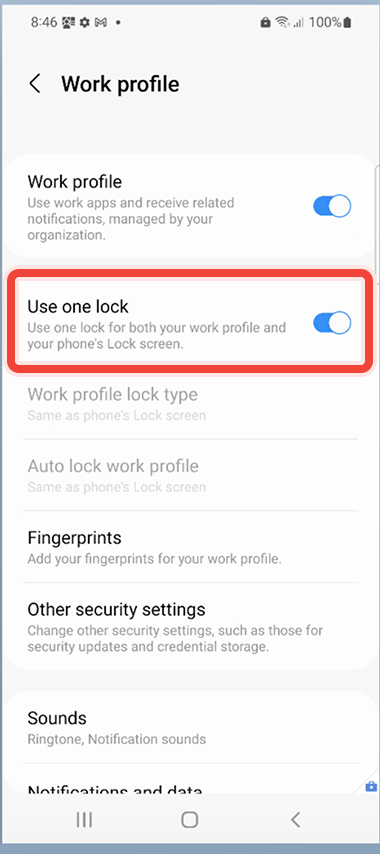 8:46
100%
Work profile
Work profile
Use work apps and receive related
notifications, managed by your
organization.
Use one lock
Use one lock for both your work profile and
your phone's Lock screen.
Work profile lock type
Same as phone's Lock screen
Auto lock work profile
Same as phone's Lock screen
Fingerprints
Add your fingerprints for your work profile.
Other security settings
Change other security settings, such as those for
security updates and credential storage.
Sounds
Ringtone, Notification sounds
Notifications and data